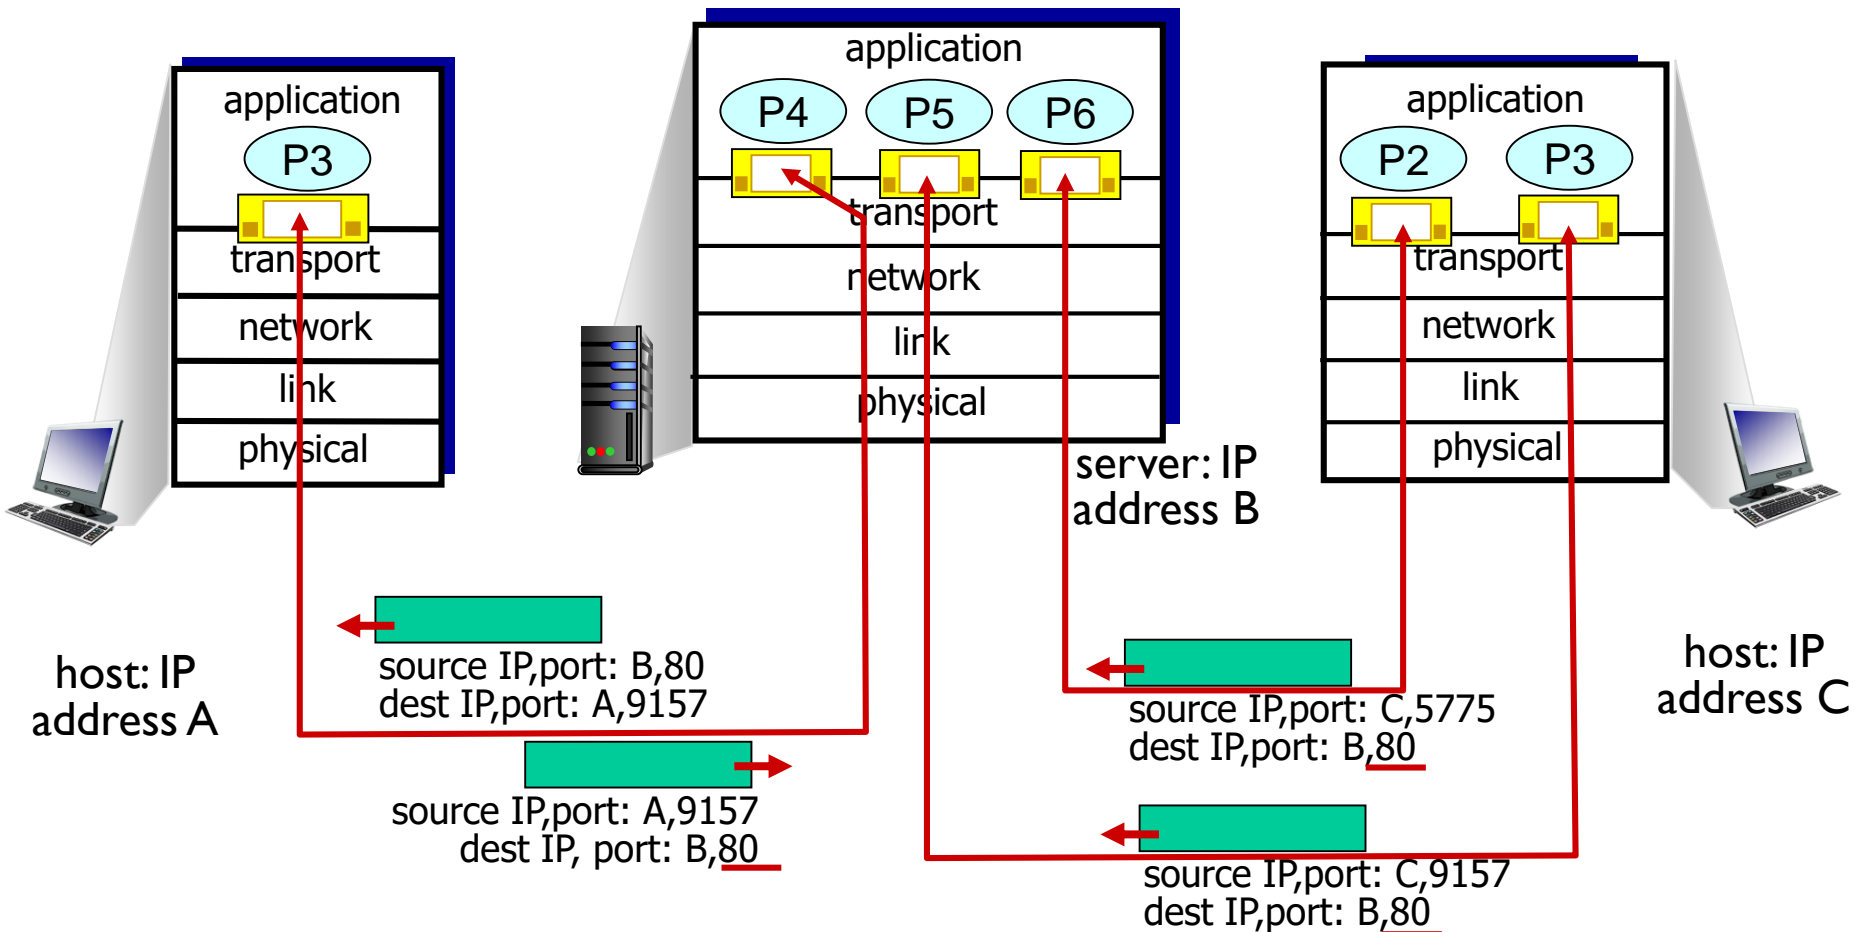 application
P3
transport
network
link
physical
host: IP
address A
application
P4 P5 P6
transport
network
link
physical
server: IP
address B
application
P2 P3
transport
network
link
physical
host: IP
address C
source IP,port: B,80
dest IP,port: A,9157
source IP,port: A,9157
dest IP, port: B,80
source IP,port: C,5775
dest IP,port: B,80
source IP,port: C,9157
dest IP,port: B,80